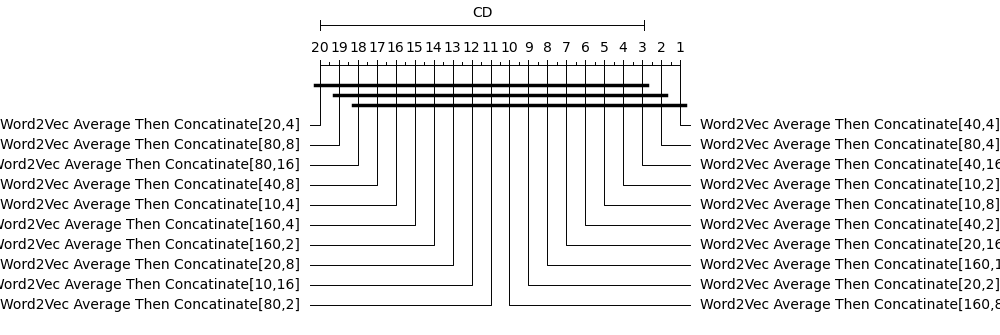 CD
20 19 18 17 16 15 14 13 12 11 10 9 8 7 6 5 4 3 2 1
Word2Vec Average Then Concatinate[20,4]
Word2Vec Average Then Concatinate[80,8]
Word2Vec Average Then Concatinate[80,16]
Word2Vec Average Then Concatinate[40,8]
Word2Vec Average Then Concatinate[10,4]
Word2Vec Average Then Concatinate[160,4]
Word2Vec Average Then Concatinate[160,2]
Word2Vec Average Then Concatinate[20,8]
Word2Vec Average Then Concatinate[10,16]
Word2Vec Average Then Concatinate[80,2]
Word2Vec Average Then Concatinate[40,4]
Word2Vec Average Then Concatinate[80,4]
Word2Vec Average Then Concatinate[40,16
Word2Vec Average Then Concatinate[10,2]
Word2Vec Average Then Concatinate[10,8]
Word2Vec Average Then Concatinate[40,2]
Word2Vec Average Then Concatinate[20,16
Word2Vec Average Then Concatinate[160,1
Word2Vec Average Then Concatinate[20,2]
Word2Vec Average Then Concatinate[160,8